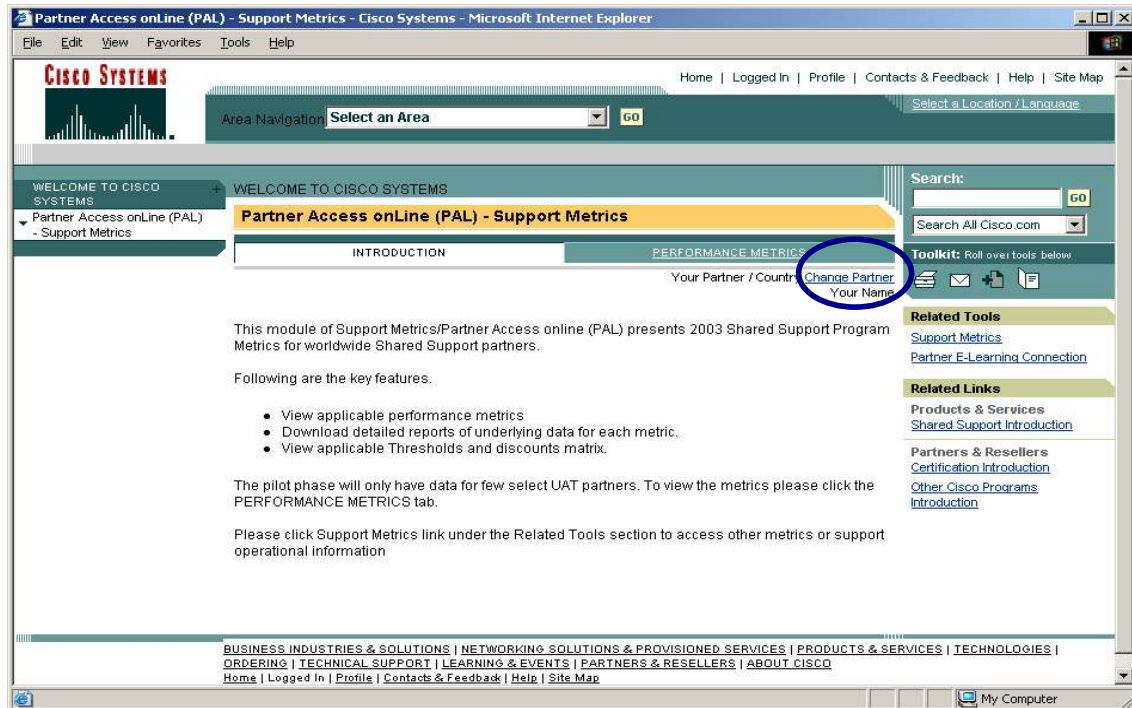 Partner Access onLine (PAL) - Support Metrics - Cisco Systems - Microsoft Internet Explorer
File Edit View Favorites Tools Help
CISCO SYSTEMS
Home | Logged In | Profile | Contacts & Feedback | Help | Site Map
Select a Location / Language
Area Navigation Select an Area GO
WELCOME TO CISCO
SYSTEMS
Partner Access onLine (PAL)
- Support Metrics
WELCOME TO CISCO SYSTEMS
Partner Access onLine (PAL) - Support Metrics
INTRODUCTION PERFORMANCE METRICS
Your Partner / Country Change Partner
Your Name
This module of Support Metrics/Partner Access online (PAL) presents 2003 Shared Support Program
Metrics for worldwide Shared Support partners.
Following are the key features.
● View applicable performance metrics
● Download detailed reports of underlying data for each metric.
● View applicable Thresholds and discounts matrix.
The pilot phase will only have data for few select UAT partners. To view the metrics please click the
PERFORMANCE METRICS tab.
Please click Support Metrics link under the Related Tools section to access other metrics or support
operational information
Search:
GO
Search All Cisco.com
Toolkit: Roll over tools below
Related Tools
Support Metrics
Partner E-Learning Connection
Related Links
Products & Services
Shared Support Introduction
Partners & Resellers
Certification Introduction
Other Cisco Programs
Introduction
BUSINESS INDUSTRIES & SOLUTIONS | NETWORKING SOLUTIONS & PROVISIONED SERVICES | PRODUCTS & SERVICES | TECHNOLOGIES |
ORDERING | TECHNICAL SUPPORT | LEARNING & EVENTS | PARTNERS & RESELLERS | ABOUT CISCO
Home | Logged In | Profile | Contacts & Feedback | Help | Site Map
My Computer